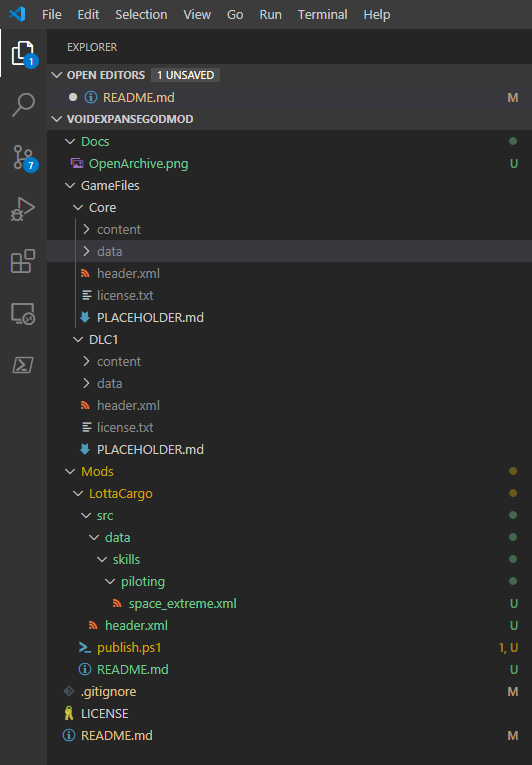 File Edit Selection View Go Run Terminal Help
EXPLORER
1
OPEN EDITORS 1 UNSAVED
README.md M
VOIDEXPANSEGODMOD
Docs
7
OpenArchive.png U
GameFiles
Core
content
data
header.xml
license.txt
PLACEHOLDER.md
DLC1
content
data
header.xml
license.txt
PLACEHOLDER.md
Mods
LottaCargo
src
data
skills
piloting
space_extreme.xml U
header.xml U
publish.ps1 1, U
README.md U
.gitignore M
LICENSE
README.md M